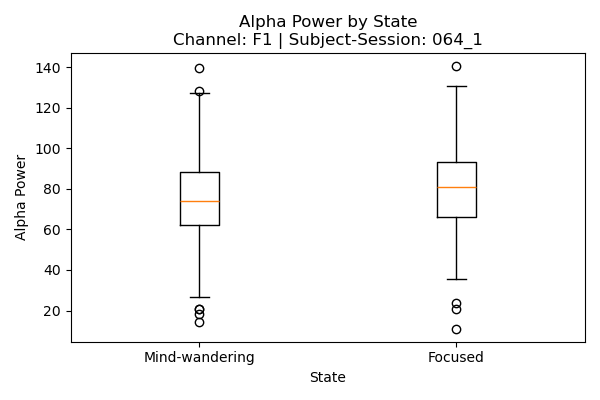 Alpha Power by State
Channel: F1 | Subject-Session: 064_1
140
120
100
80
60
40
20
Alpha Power
Mind-wandering
Focused
State